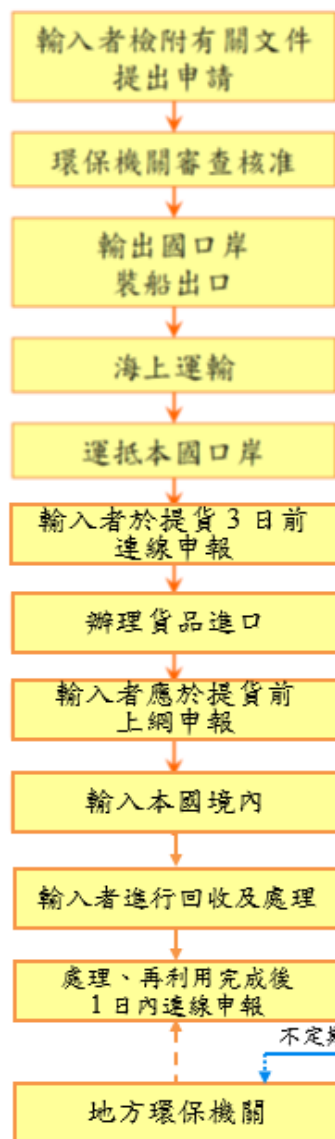 輸入者檢附有關文件
提出申請
環保機關審查核准
輸出國口岸
裝船出口
海上運輸
運抵本國口岸
輸入者於提貨 3 日前
連線申報
辦理貨品進口
輸入者應於提貨前
上網申報
輸入本國境內
輸入者進行回收及處理
處理、再利用完成後
1 日內連線申報
不定
地方環保機關